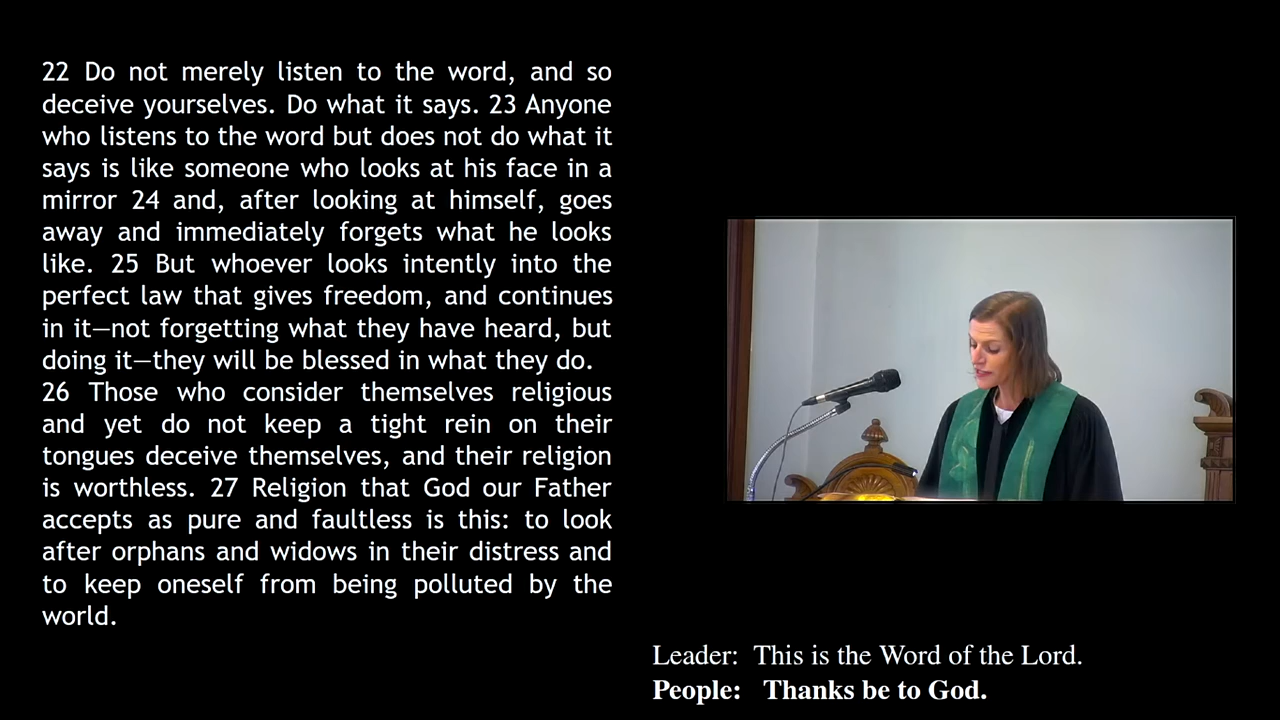 22 Do not merely listen to the word, and so
deceive yourselves. Do what it says. 23 Anyone
who listens to the word but does not do what it
says is like someone who looks at his face in a
mirror 24 and, after looking at himself, goes
away and immediately forgets what he looks
like. 25 But whoever looks intently into the
perfect law that gives freedom, and continues
in it—not forgetting what they have heard, but
doing it—they will be blessed in what they do.
26 Those who consider themselves religious
and yet do not keep a tight rein on their
tongues deceive themselves, and their religion
is worthless. 27 Religion that God our Father
accepts as pure and faultless is this: to look
after orphans and widows in their distress and
to keep oneself from being polluted by the
world.
Leader: This is the Word of the Lord.
People: Thanks be to God.